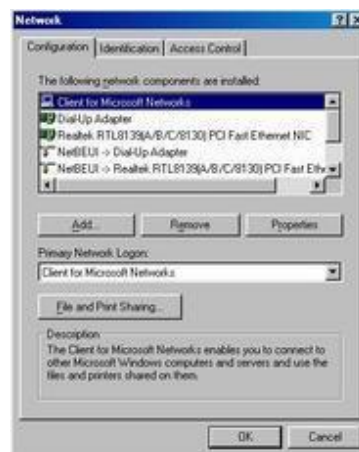 Network
Configuration Identification Access Control
The following network components are installed:
Client for Microsoft Networks
Dial-Up Adapter
Realtek RTL8139(A/B/C/8130) PCI Fast Ethernet NIC
NetBEUI -> Dial-Up Adapter
NetBEUI -> Realtek RTL8139(A/B/C/8130) PCI Fast Ethe
Add... Remove Properties
Primary Network Logon:
Client for Microsoft Networks
File and Print Sharing...
Description
The Client for Microsoft Networks enables you to connect to
other Microsoft Windows computers and servers and use the
files and printers shared on them.
OK Cancel